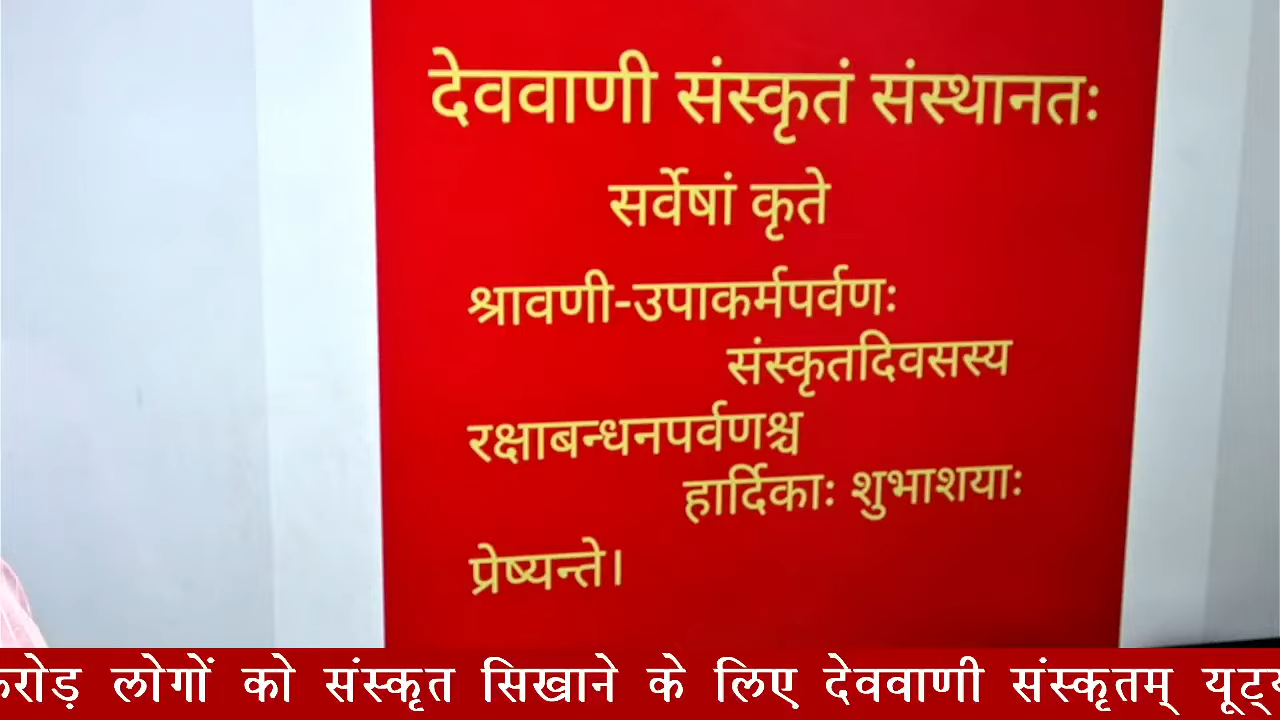 देववाणी संस्कृतं संस्थानतः
सर्वेषां कृते
श्रावणी-उपाकर्मपर्वणः
संस्कृतदिवसस्य
रक्षाबन्धनपर्वणश्च
हार्दिकाः शुभाशयाः
प्रेष्यन्ते।
लोगों को संस्कृत सिखाने के लिए देववाणी संस्कृतम्